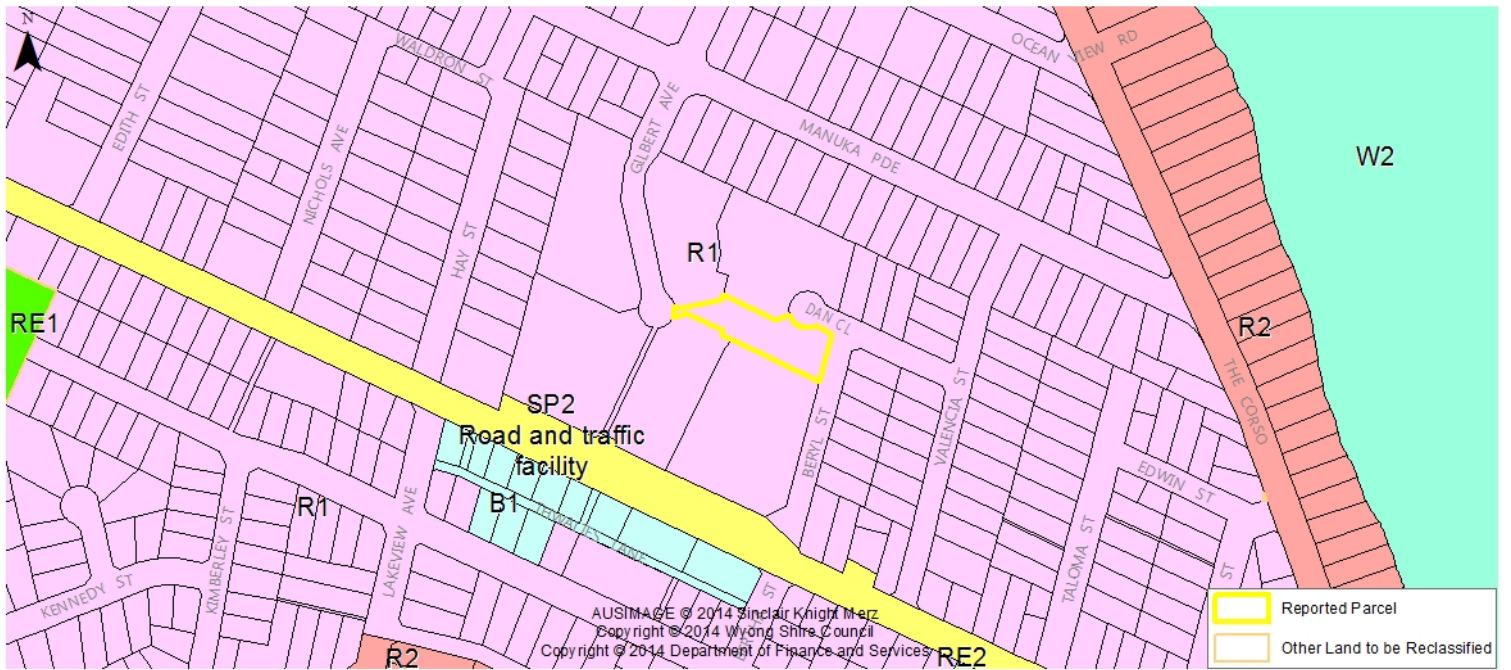 N
WALDRON ST
OCEAN VIEW RD
EDITH ST
GILBERT AVE
MANUKA PDE
W2
NICHOLS AVE
HAY ST
R1
RE1
DAN CL
R2
THE CORSO
SP2
Road and traffic
facility
BERYL ST
VALENCIA ST
EDWIN ST
R1
LAKEVIEW AVE
B1
THWAITES LANE
KIMBERLEY ST
TALOMA ST
ST
KENNEDY ST
ST
AUSIMAGE © 2014 Sinclair Knight Merz
Copyright © 2014 Wyong Shire Council
Copyright © 2014 Department of Finance and Services
R2
RE2
Reported Parcel
Other Land to be Reclassified